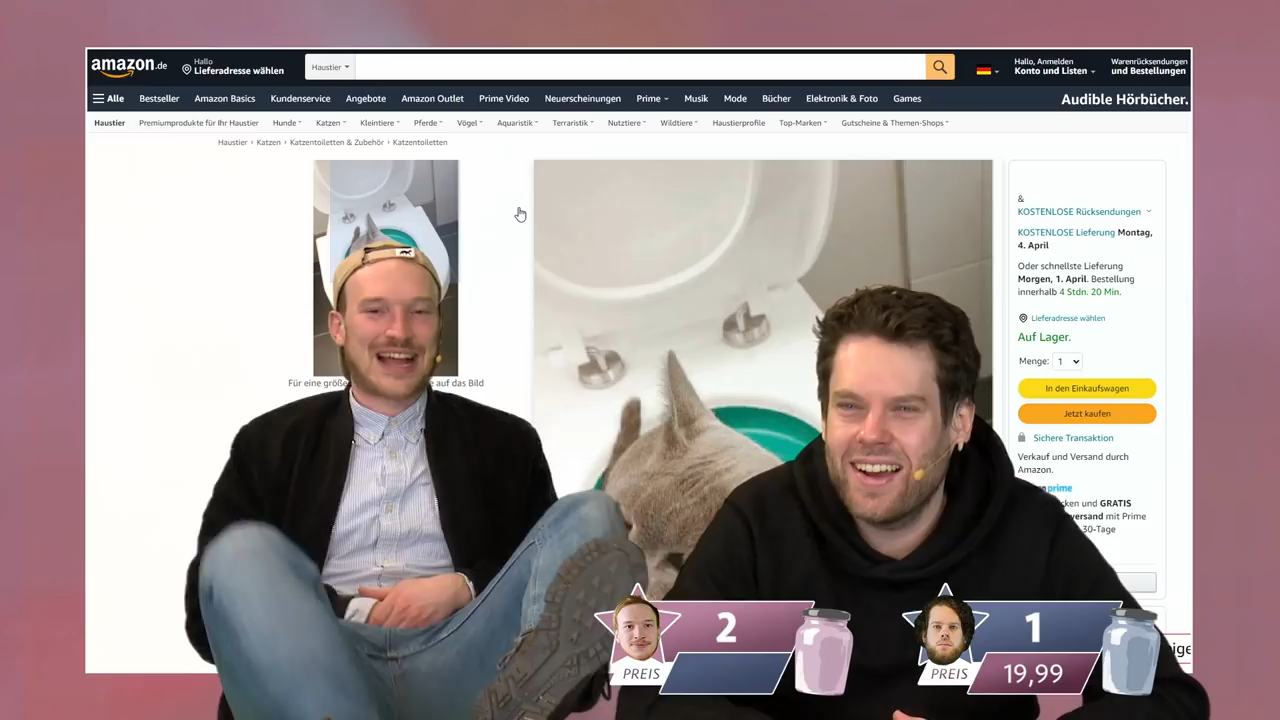 amazon.de
Hallo
Lieferadresse wählen
Haustier
Hallo, Anmelden
Konto und Listen
Warenrücksendungen
und Bestellungen
Alle
Bestseller
Amazon Basics
Kundenservice
Angebote
Amazon Outlet
Prime Video
Neuerscheinungen
Prime
Musik
Mode
Bücher
Elektronik & Foto
Games
Audible Hörbücher.
Haustier
Premiumprodukte für Ihr Haustier
Hunde
Katzen
Kleintiere
Pferde
Vögel
Aquaristik
Terraristik
Nutztiere
Wildtiere
Haustierprofile
Top-Marken
Gutscheine & Themen-Shops
Haustier › Katzen › Katzentoiletten & Zubehör › Katzentoiletten
&
KOSTENLOSE Rücksendungen
KOSTENLOSE Lieferung Montag,
4. April
Oder schnellste Lieferung
Morgen, 1. April. Bestellung
innerhalb 4 Stdn. 20 Min.
Lieferadresse wählen
Auf Lager.
Menge: 1
In den Einkaufswagen
Jetzt kaufen
Sichere Transaktion
Verkauf und Versand durch
Amazon.
prime
GRATIS
mit Prime
30-Tage
Für eine auf das Bild
2
PREIS
1
PREIS
19,99